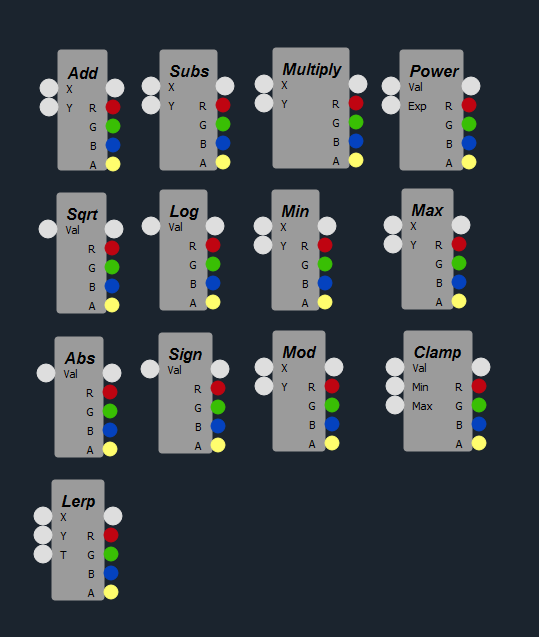 Add
X
Y R
G
B
A
Subs
X
Y R
G
B
A
Multiply
X
Y R
G
B
A
Power
Val
Exp R
G
B
A
Sqrt
Val
R
G
B
A
Log
Val
R
G
B
A
Min
X
Y R
G
B
A
Max
X
Y R
G
B
A
Abs
Val
R
G
B
A
Sign
Val
R
G
B
A
Mod
X
Y R
G
B
A
Clamp
Val
Min R
Max G
B
A
Lerp
X
Y R
T G
B
A